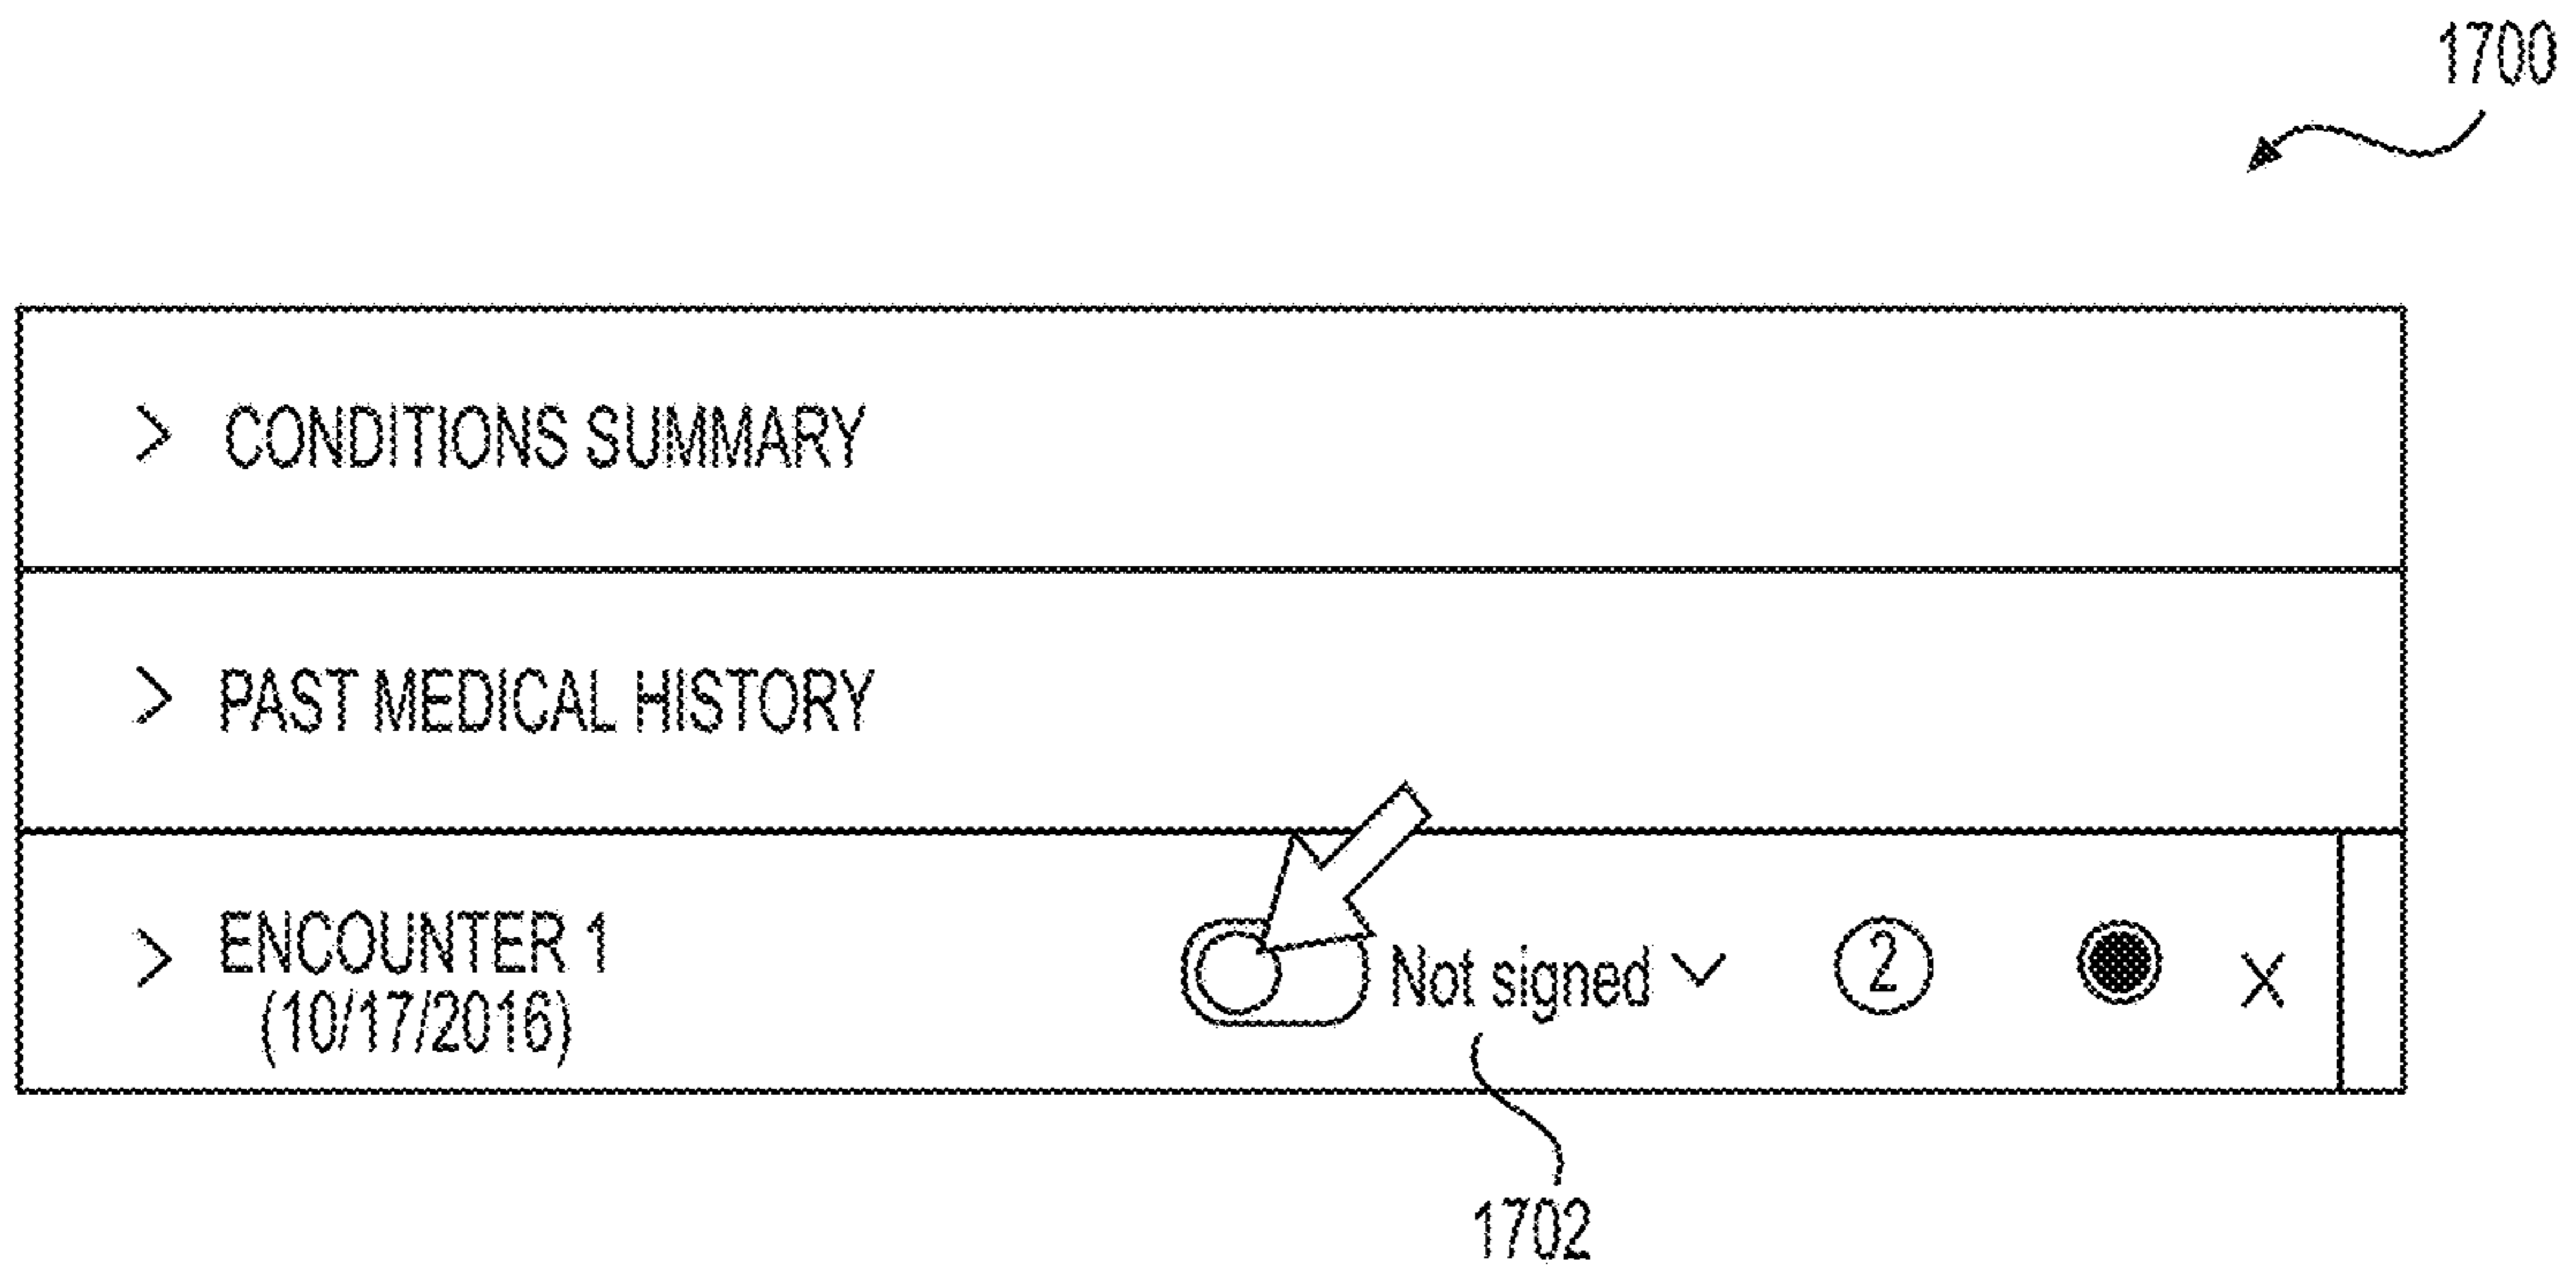 1700
> CONDITIONS SUMMARY
> PAST MEDICAL HISTORY
> ENCOUNTER 1
(10/17/2016)
Not signed
2
X
1702